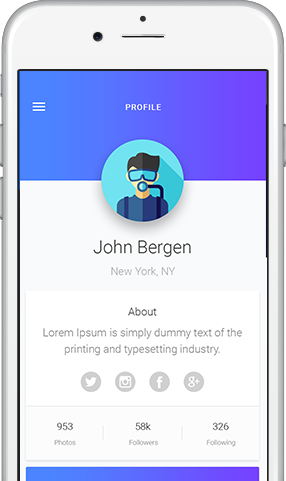 PROFILE
John Bergen
New York, NY
About
Lorem Ipsum is simply dummy text of the
printing and typesetting industry.
953 58k 326
Photos Followers Following